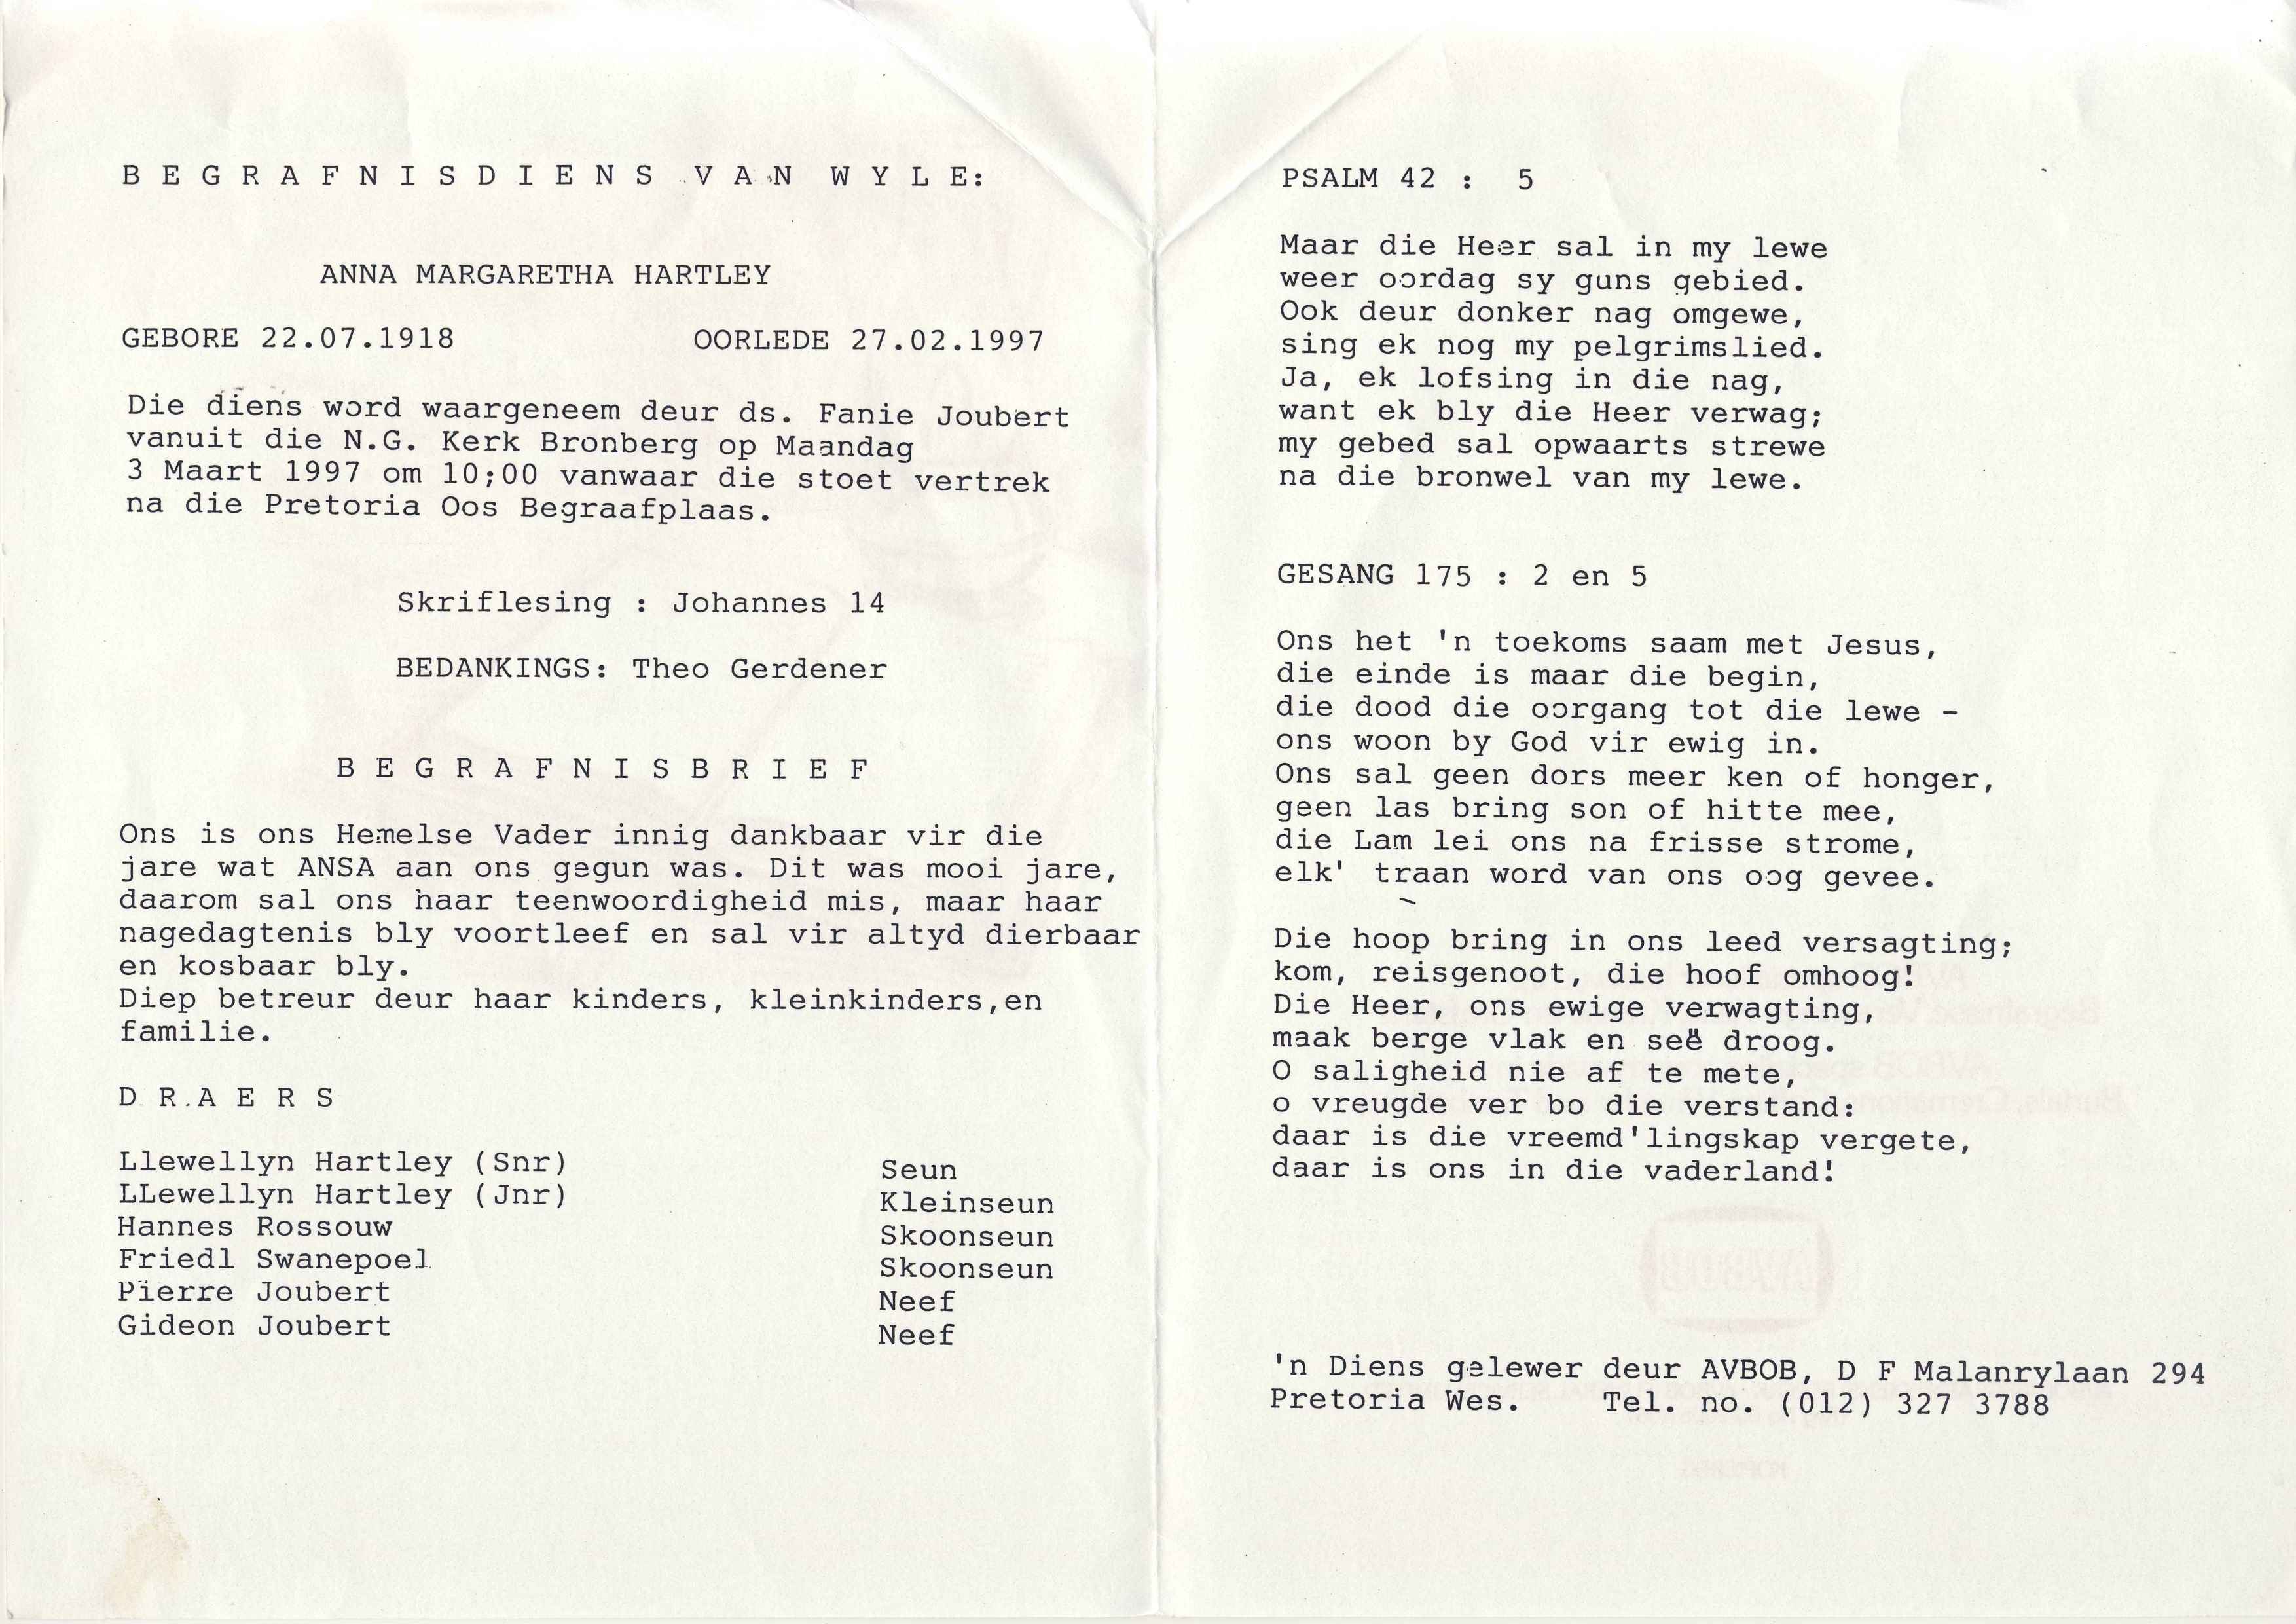 BEGRAFNISDIENS VAN WYLE:
ANNA MARGARETHA HARTLEY
GEBORE 22.07.1918 OORLEDE 27.02.1997
Die diens word waargeneem deur ds. Fanie Joubert
vanuit die N.G. Kerk Bronberg op Maandag
3 Maart 1997 om 10;00 vanwaar die stoet vertrek
na die Pretoria Oos Begraafplaas.
Skriflesing : Johannes 14
BEDANKINGS: Theo Gerdener
BEGRAFNISBRIEF
Ons is ons Hemelse Vader innig dankbaar vir die
jare wat ANSA aan ons gegun was. Dit was mooi jare,
daarom sal ons haar teenwoordigheid mis, maar haar
nagedagtenis bly voortleef en sal vir altyd dierbaar
en kosbaar bly.
Diep betreur deur haar kinders, kleinkinders,en
familie.
DRAERS
Llewellyn Hartley (Snr) Seun
LLewellyn Hartley (Jnr) Kleinseun
Hannes Rossouw Skoonseun
Friedl Swanepoel Skoonseun
Pierre Joubert Neef
Gideon Joubert Neef
PSALM 42 : 5
Maar die Heer sal in my lewe
weer oordag sy guns gebied.
Ook deur donker nag omgewe,
sing ek nog my pelgrimslied.
Ja, ek lofsing in die nag,
want ek bly die Heer verwag;
my gebed sal opwaarts strewe
na die bronwel van my lewe.
GESANG 175 : 2 en 5
Ons het 'n toekoms saam met Jesus,
die einde is maar die begin,
die dood die oorgang tot die lewe -
ons woon by God vir ewig in.
Ons sal geen dors meer ken of honger,
geen las bring son of hitte mee,
die Lam lei ons na frisse strome,
elk' traan word van ons oog gevee.
Die hoop bring in ons leed versagting;
kom, reisgenoot, die hoof omhoog!
Die Heer, ons ewige verwagting,
maak berge vlak en seë droog.
O saligheid nie af te mete,
o vreugde ver bo die verstand:
daar is die vreemd'lingskap vergete,
daar is ons in die vaderland!
'n Diens gelewer deur AVBOB, D F Malanrylaan 294
Pretoria Wes. Tel. no. (012) 327 3788